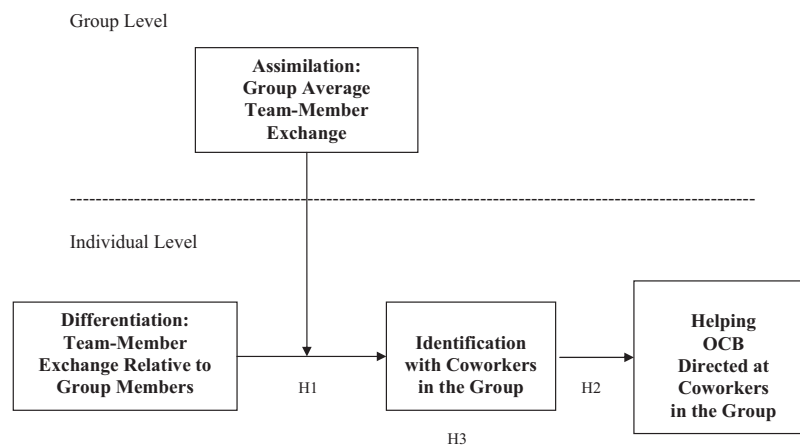 Group Level
Assimilation:
Group Average
Team-Member
Exchange
Individual Level
Differentiation:
Team-Member
Exchange Relative to
Group Members
H1
Identification
with Coworkers
in the Group
H2
Helping
OCB
Directed at
Coworkers
in the Group
H3